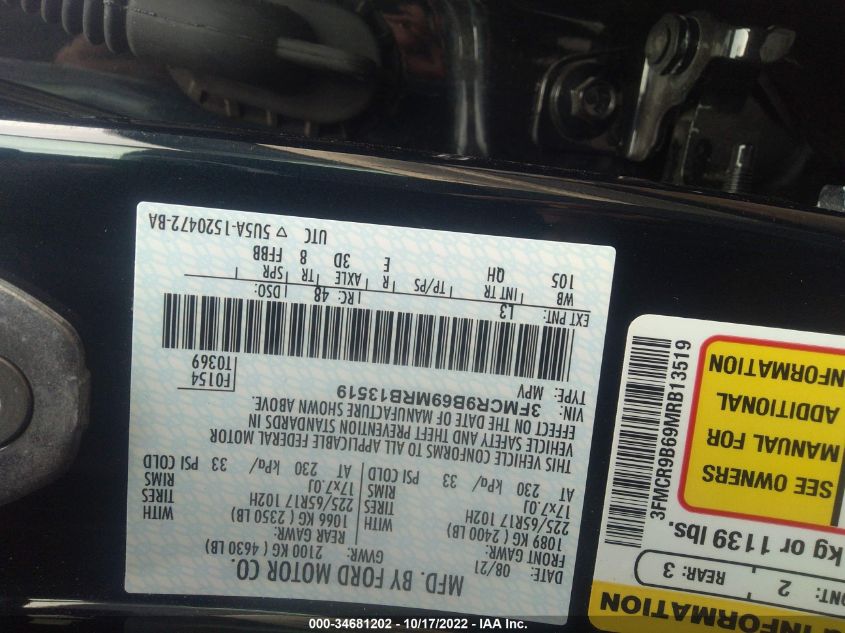 MFD. BY FORD MOTOR CO.
DATE: 08/21 GVWR: 2100 KG ( 4630 LB)
FRONT GAWR: REAR GAWR:
1089 KG ( 2400 LB) WITH 1066 KG ( 2350 LB) WITH
225/65R17 102H TIRES 225/65R17 102H TIRES
17x7.0J RIMS 17x7.0J RIMS
AT 230 kPa/ 33 PSI COLD AT 230 kPa/ 33 PSI COLD
THIS VEHICLE CONFORMS TO ALL APPLICABLE FEDERAL MOTOR
VEHICLE SAFETY AND THEFT PREVENTION STANDARDS IN
EFFECT ON THE DATE OF MANUFACTURE SHOWN ABOVE.
VIN: 3FMCR9B69MRB13519
TYPE: MPV
F0154
T0369
EXT PNT: L3 RC: 48 DSO:
WB INT TR TP/PS R AXLE TR SPR
105 QH E 3D 8 FFBB
UTC ▽ 5U5A-1520472-BA
INFORMATION
2 REAR: 3
kg or 1139 lbs.
SEE OWNERS
MANUAL FOR
ADDITIONAL
INFORMATION
3FMCR9B69MRB13519
000-34681202 - 10/17/2022 - IAA Inc.